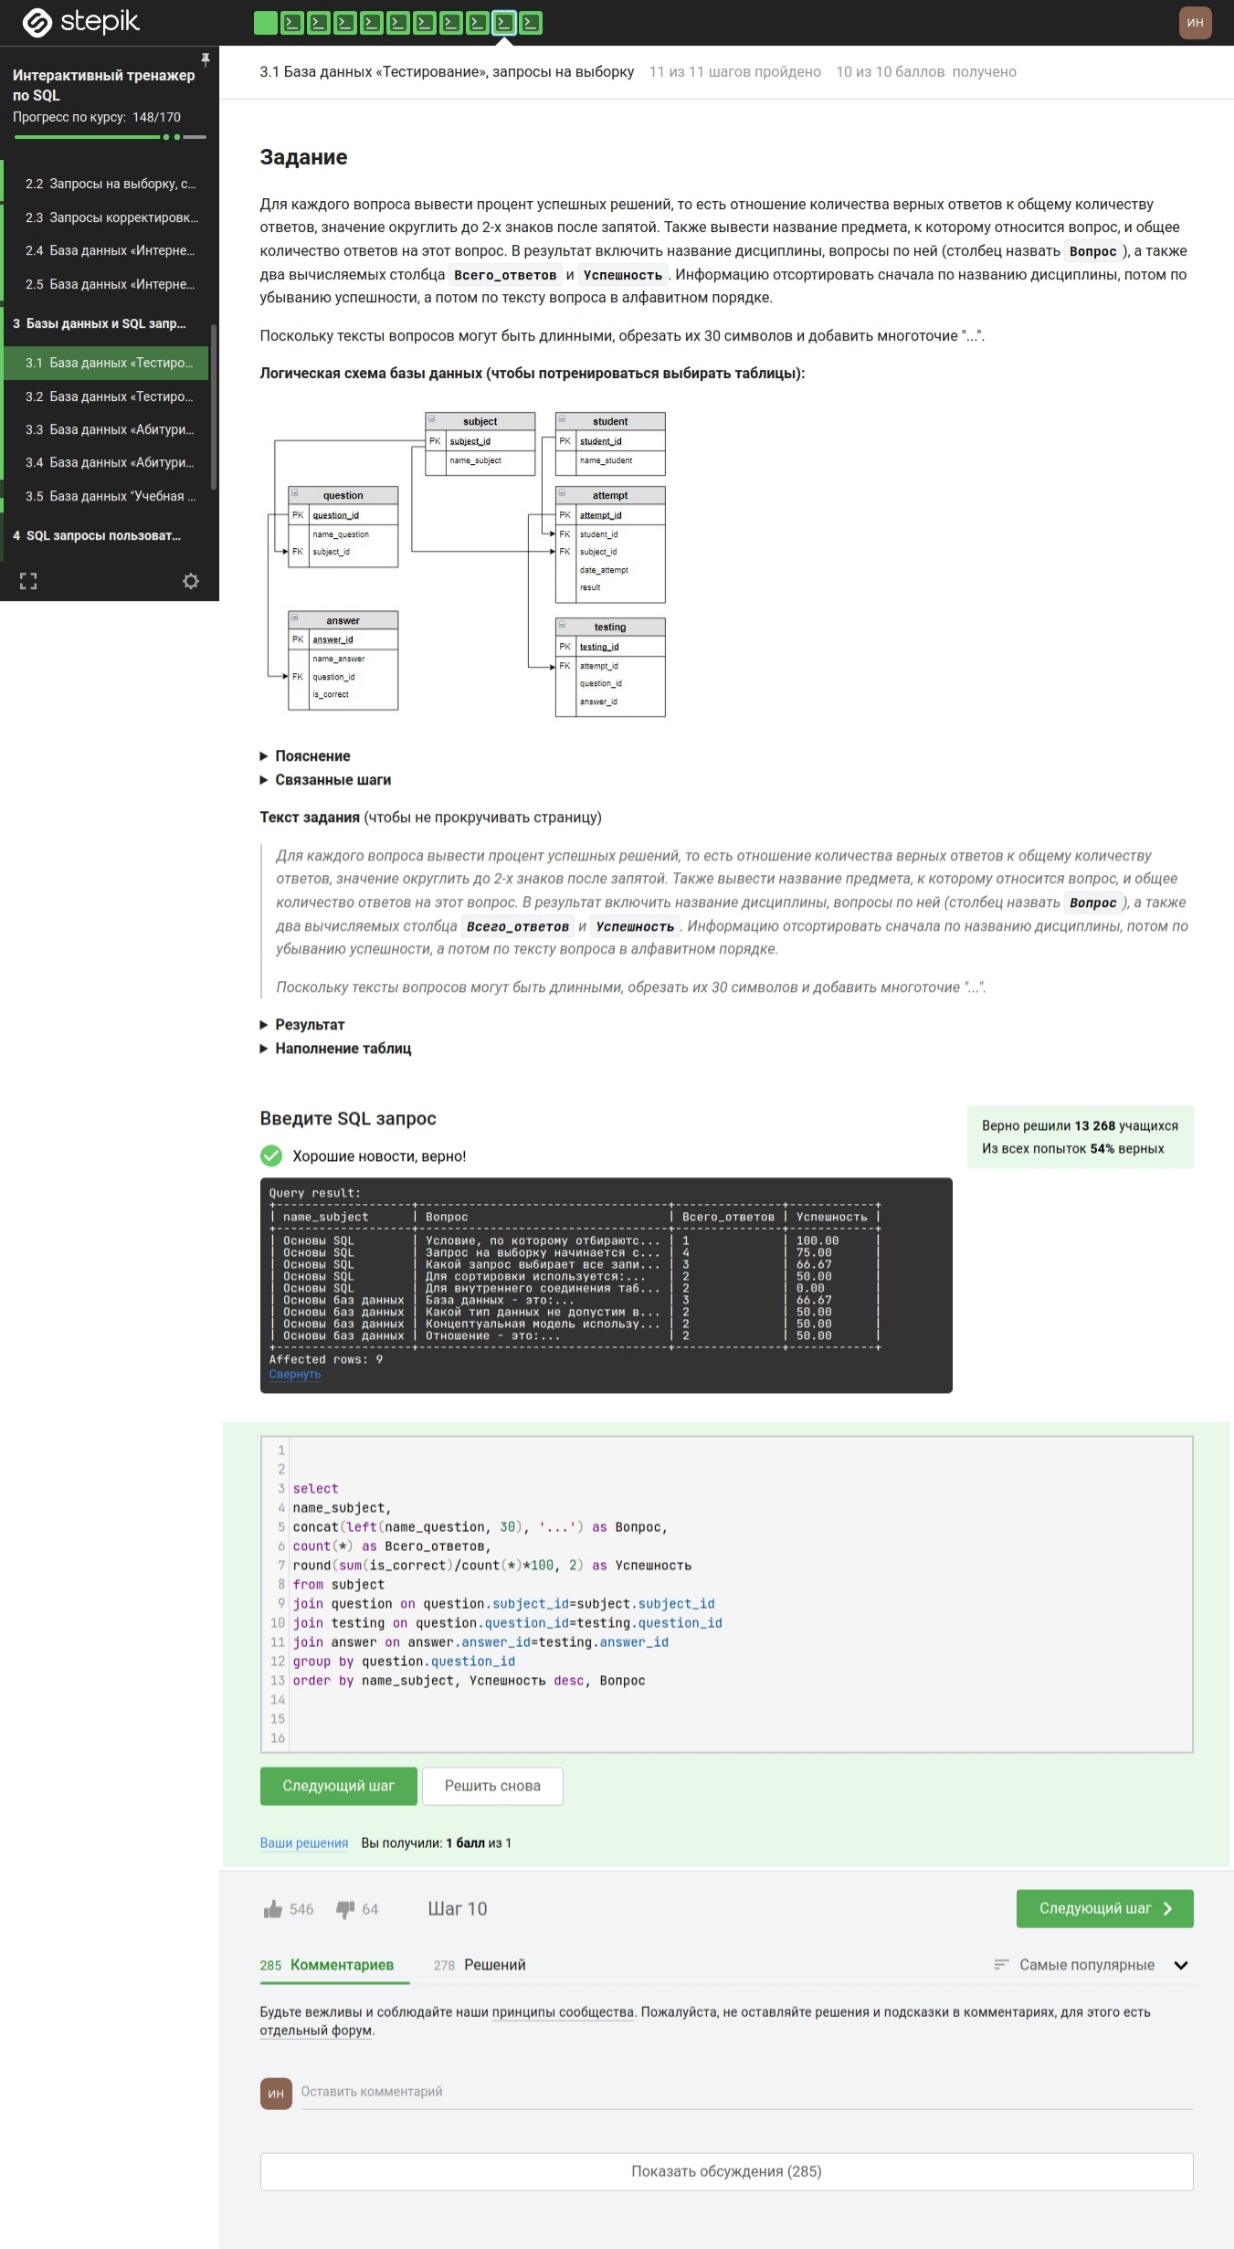 stepik
ИН
Интерактивный тренажер
по SQL
Прогресс по курсу: 148/170
2.2 Запросы на выборку, с...
2.3 Запросы корректировк...
2.4 База данных «Интерне...
2.5 База данных «Интерне...
3 Базы данных и SQL запр...
3.1 База данных «Тестиро...
3.2 База данных «Тестиро...
3.3 База данных «Абитури...
3.4 База данных «Абитури...
3.5 База данных "Учебная ...
4 SQL запросы пользоват...
3.1 База данных «Тестирование», запросы на выборку 11 из 11 шагов пройдено 10 из 10 баллов получено
Задание
Для каждого вопроса вывести процент успешных решений, то есть отношение количества верных ответов к общему количеству
ответов, значение округлить до 2-х знаков после запятой. Также вывести название предмета, к которому относится вопрос, и общее
количество ответов на этот вопрос. В результат включить название дисциплины, вопросы по ней (столбец назвать Вопрос ), а также
два вычисляемых столбца Всего_ответов и Успешность . Информацию отсортировать сначала по названию дисциплины, потом по
убыванию успешности, а потом по тексту вопроса в алфавитном порядке.
Поскольку тексты вопросов могут быть длинными, обрезать их 30 символов и добавить многоточие "...".
Логическая схема базы данных (чтобы потренироваться выбирать таблицы):
subject
PK subject_id
name_subject
student
PK student_id
name_student
question
PK question_id
name_question
FK subject_id
attempt
PK attempt_id
FK student_id
FK subject_id
date_attempt
result
answer
PK answer_id
name_answer
FK question_id
is_correct
testing
PK testing_id
FK attempt_id
question_id
answer_id
Пояснение
Связанные шаги
Текст задания (чтобы не прокручивать страницу)
Для каждого вопроса вывести процент успешных решений, то есть отношение количества верных ответов к общему количеству
ответов, значение округлить до 2-х знаков после запятой. Также вывести название предмета, к которому относится вопрос, и общее
количество ответов на этот вопрос. В результат включить название дисциплины, вопросы по ней (столбец назвать Вопрос ), а также
два вычисляемых столбца Всего_ответов и Успешность . Информацию отсортировать сначала по названию дисциплины, потом по
убыванию успешности, а потом по тексту вопроса в алфавитном порядке.
Поскольку тексты вопросов могут быть длинными, обрезать их 30 символов и добавить многоточие "...".
Результат
Наполнение таблиц
Введите SQL запрос
Верно решили 13 268 учащихся
Из всех попыток 54% верных
Хорошие новости, верно!
Query result:
+-------------------+--------------------------------+---------------+------------+
| name_subject | Вопрос | Всего_ответов | Успешность |
+-------------------+--------------------------------+---------------+------------+
| Основы SQL | Условие, по которому отбираютс... | 1 | 100.00 |
| Основы SQL | Запрос на выборку начинается с... | 4 | 75.00 |
| Основы SQL | Какой запрос выбирает все запи... | 3 | 66.67 |
| Основы SQL | Для сортировки используется:... | 2 | 50.00 |
| Основы SQL | Для внутреннего соединения таб... | 2 | 0.00 |
| Основы баз данных | База данных - это:... | 3 | 66.67 |
| Основы баз данных | Какой тип данных не допустим в... | 2 | 50.00 |
| Основы баз данных | Концептуальная модель использу... | 2 | 50.00 |
| Основы баз данных | Отношение - это:... | 2 | 50.00 |
+-------------------+--------------------------------+---------------+------------+
Affected rows: 9
Свернуть
1
2
3 select
4 name_subject,
5 concat(left(name_question, 30), '...') as Вопрос,
6 count(*) as Всего_ответов,
7 round(sum(is_correct)/count(*)*100, 2) as Успешность
8 from subject
9 join question on question.subject_id=subject.subject_id
10 join testing on question.question_id=testing.question_id
11 join answer on answer.answer_id=testing.answer_id
12 group by question.question_id
13 order by name_subject, Успешность desc, Вопрос
14
15
16
Следующий шаг Решить снова
Ваши решения Вы получили: 1 балл из 1
546 64 Шаг 10 Следующий шаг
285 Комментариев 278 Решений Самые популярные
Будьте вежливы и соблюдайте наши принципы сообщества. Пожалуйста, не оставляйте решения и подсказки в комментариях, для этого есть
отдельный форум.
ИН Оставить комментарий
Показать обсуждения (285)